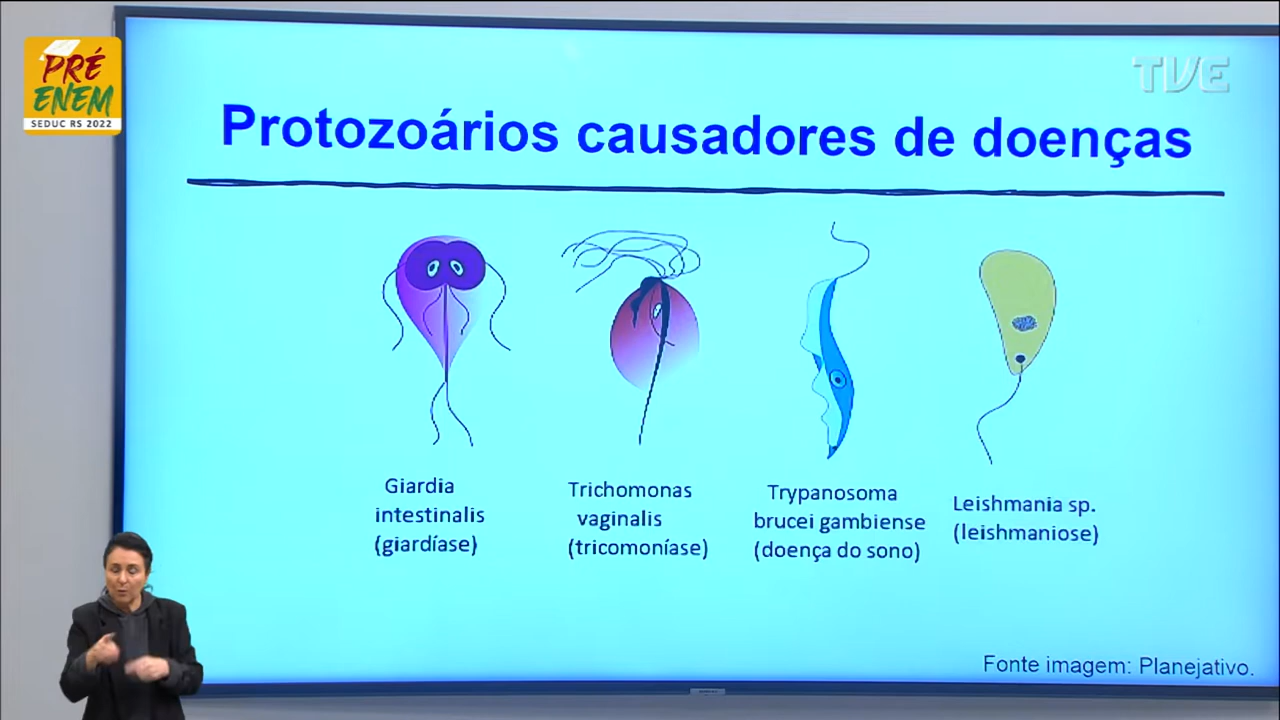 PRÉ
ENEM
SEDUC RS 2022
TVE
Protozoários causadores de doenças
Giardia
intestinalis
(giardíase)
Trichomonas
vaginalis
(tricomoníase)
Trypanosoma
brucei gambiense
(doença do sono)
Leishmania sp.
(leishmaniose)
Fonte imagem: Planejativo.